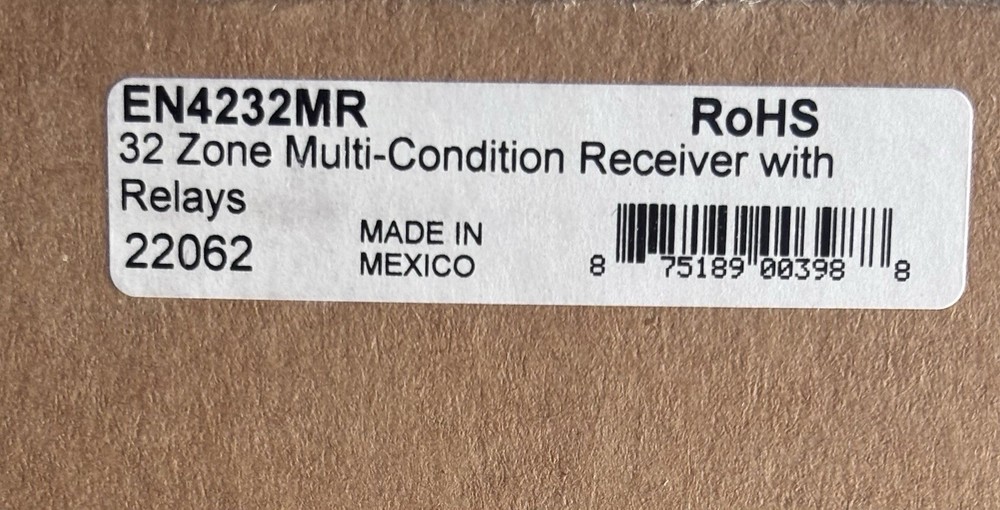 EN4232MR RoHS
32 Zone Multi-Condition Receiver with
Relays
22062
MADE IN
MEXICO
8 75189 00398 8